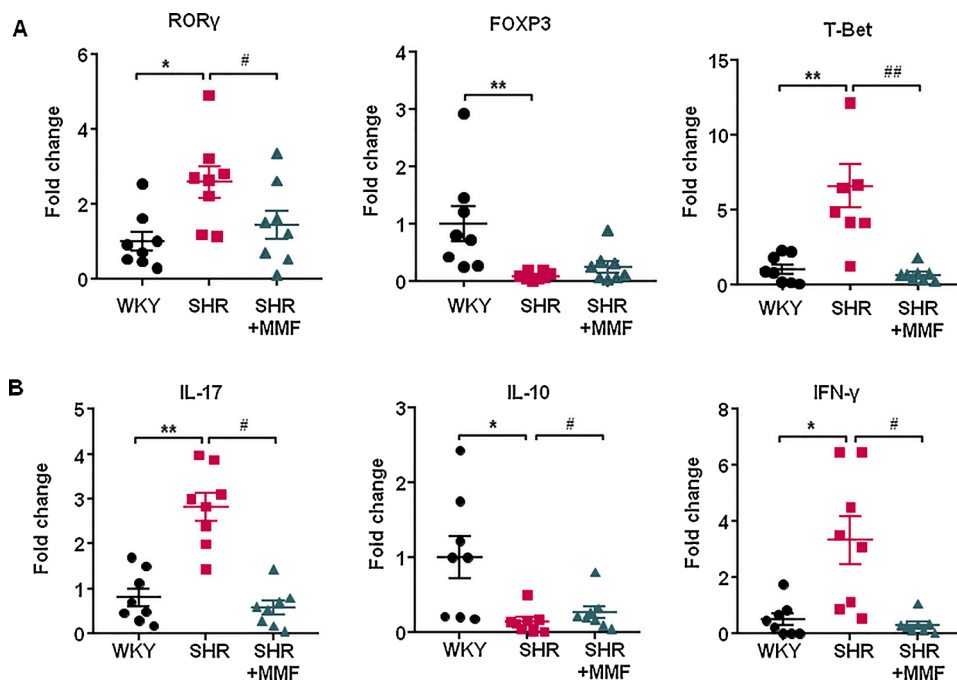 A
RORγ
FOXP3
T-Bet
Fold change
6
4
2
0
*
#
WKY
SHR
SHR
+MMF
Fold change
4
3
2
1
0
**
WKY
SHR
SHR
+MMF
Fold change
15
10
5
0
**
##
WKY
SHR
SHR
+MMF
B
IL-17
IL-10
IFN-γ
Fold change
5
4
3
2
1
0
**
#
WKY
SHR
SHR
+MMF
Fold change
3
2
1
0
*
#
WKY
SHR
SHR
+MMF
Fold change
8
6
4
2
0
*
#
WKY
SHR
SHR
+MMF